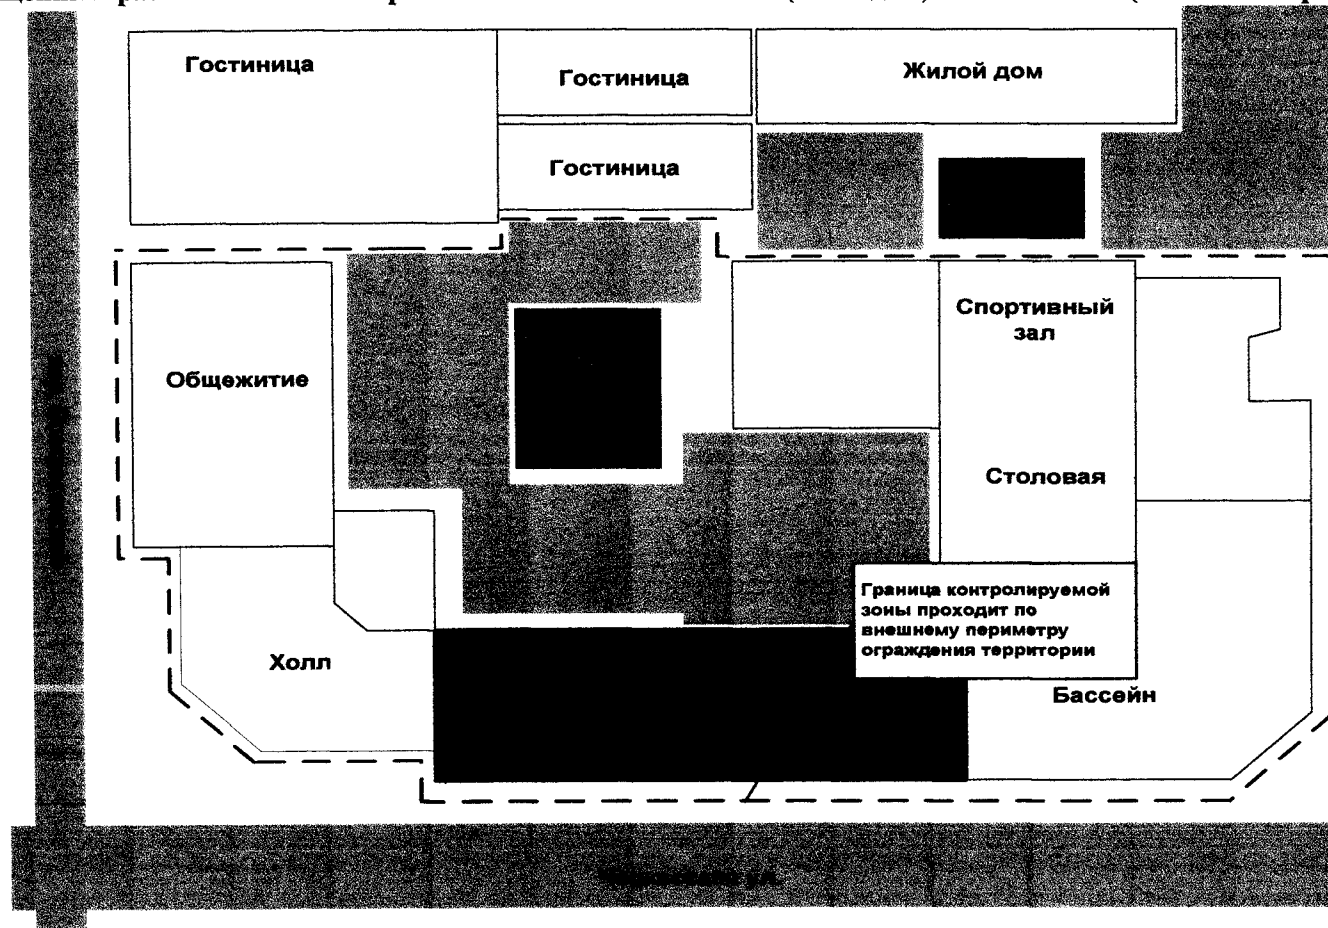 Гостиница
Гостиница
Жилой дом
Гостиница
Спортивный
зал
Общежитие
Столовая
Граница контролируемой
зоны проходит по
внешнему периметру
ограждения территории
Холл
Бассейн
ул.